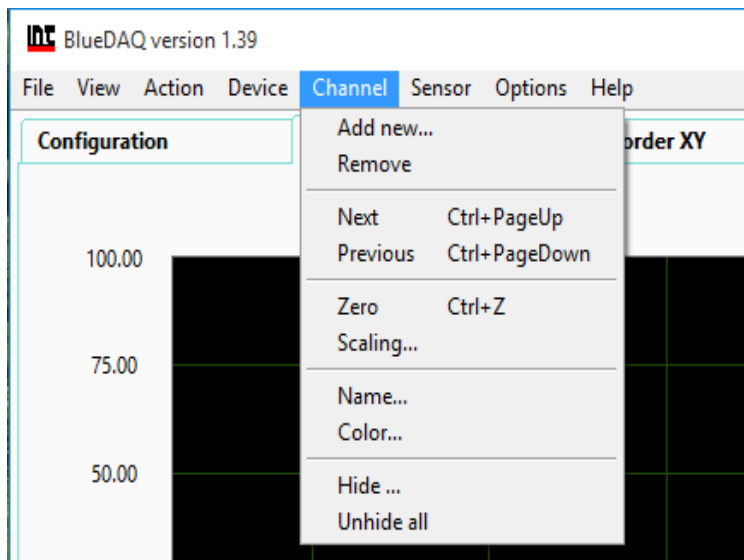 BlueDAQ version 1.39
File View Action Device Channel Sensor Options Help
Configuration
order XY
Add new...
Remove
Next Ctrl+PageUp
Previous Ctrl+PageDown
100.00
Zero Ctrl+Z
Scaling...
75.00
Name...
Color...
50.00
Hide ...
Unhide all